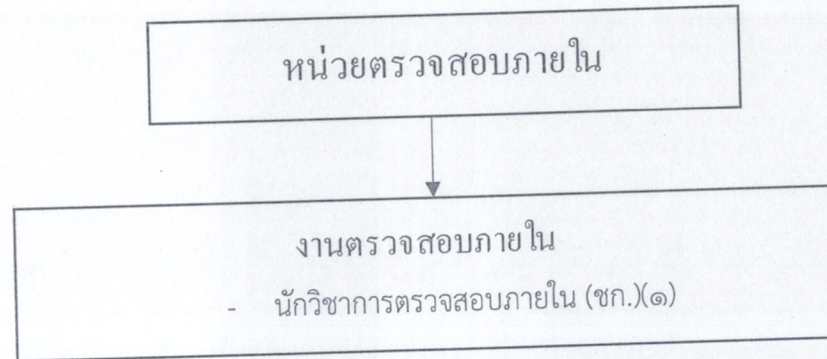 หน่วยตรวจสอบภายใน
งานตรวจสอบภายใน
- นักวิชาการตรวจสอบภายใน (ชก.)(๑)